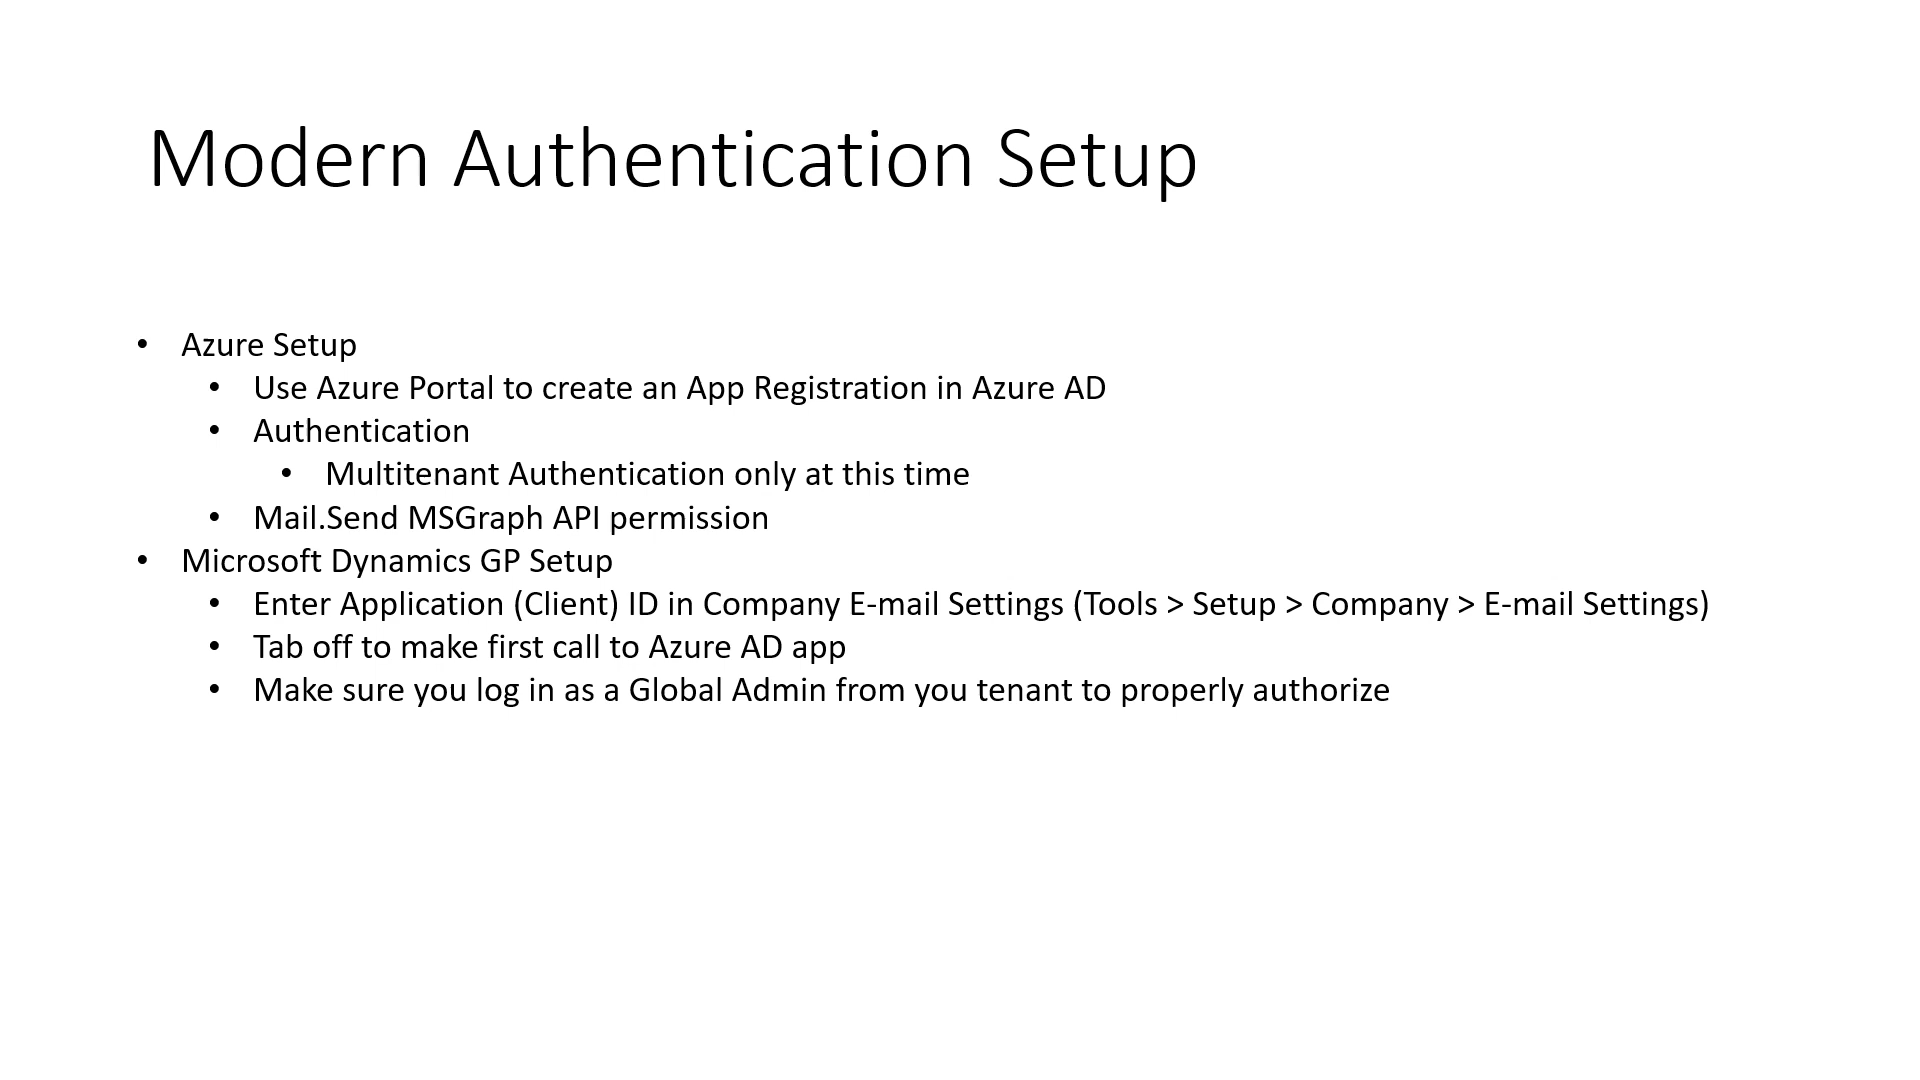 Modern Authentication Setup
• Azure Setup
• Use Azure Portal to create an App Registration in Azure AD
• Authentication
• Multitenant Authentication only at this time
• Mail.Send MSGraph API permission
• Microsoft Dynamics GP Setup
• Enter Application (Client) ID in Company E-mail Settings (Tools > Setup > Company > E-mail Settings)
• Tab off to make first call to Azure AD app
• Make sure you log in as a Global Admin from you tenant to properly authorize